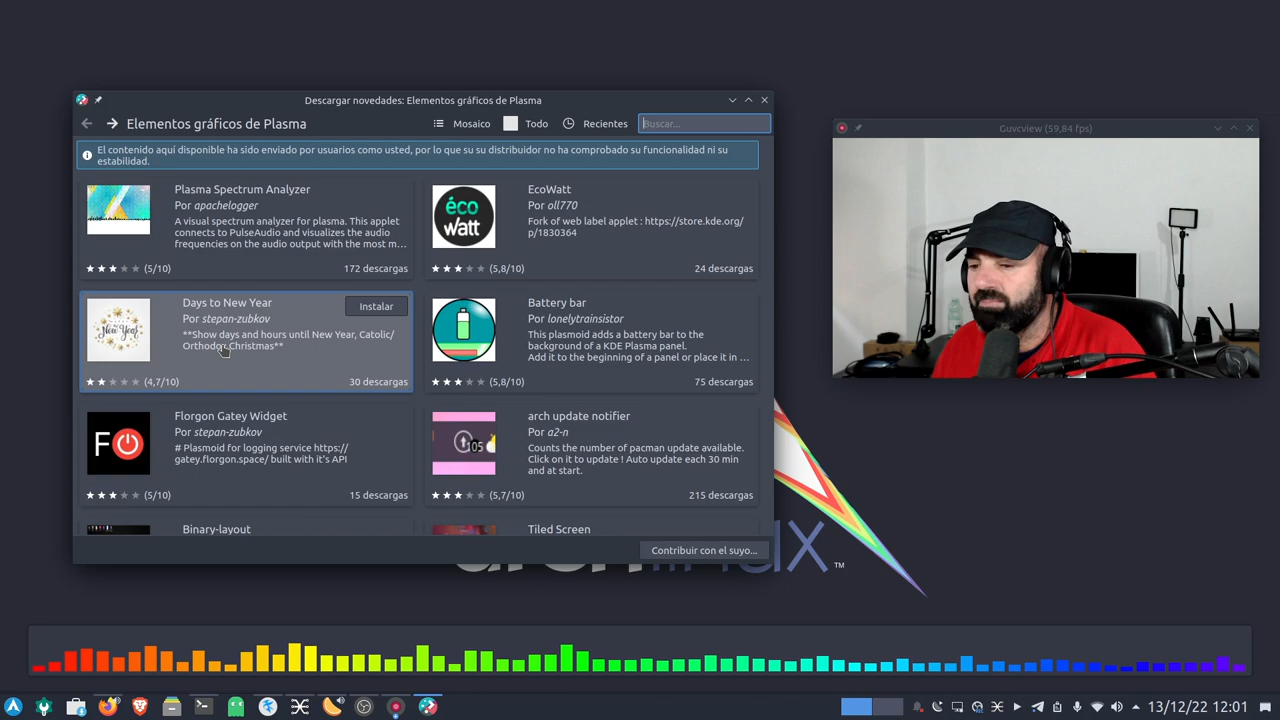 Descargar novedades: Elementos gráficos de Plasma
Elementos gráficos de Plasma
Mosaico
Todo
Recientes
Buscar...
El contenido aquí disponible ha sido enviado por usuarios como usted, por lo que su su distribuidor no ha comprobado su funcionalidad ni su
estabilidad.
Plasma Spectrum Analyzer
Por apachelogger
A visual spectrum analyzer for plasma. This applet
connects to PulseAudio and visualizes the audio
frequencies on the audio output with the most m...
(5/10)
172 descargas
EcoWatt
Por oll770
Fork of web label applet : https://store.kde.org/
p/1830364
(5,8/10)
24 descargas
éco
watt
Days to New Year
Por stepan-zubkov
Instalar
**Show days and hours until New Year, Catolic/
Orthodox Christmas**
(4,7/10)
30 descargas
New Year
Battery bar
Por lonelytrainsistor
This plasmoid adds a battery bar to the
background of a KDE Plasma panel.
Add it to the beginning of a panel or place it in ...
(5,8/10)
75 descargas
Florgon Gatey Widget
Por stepan-zubkov
# Plasmoid for logging service https://
gatey.florgon.space/ built with it's API
(5/10)
15 descargas
F
arch update notifier
Por a2-n
Counts the number of pacman update available.
Click on it to update ! Auto update each 30 min
and at start.
(5,7/10)
215 descargas
105
Binary-layout
Tiled Screen
Contribuir con el suyo...
Guvcview (59,84 fps)
TM
13/12/22 12:01